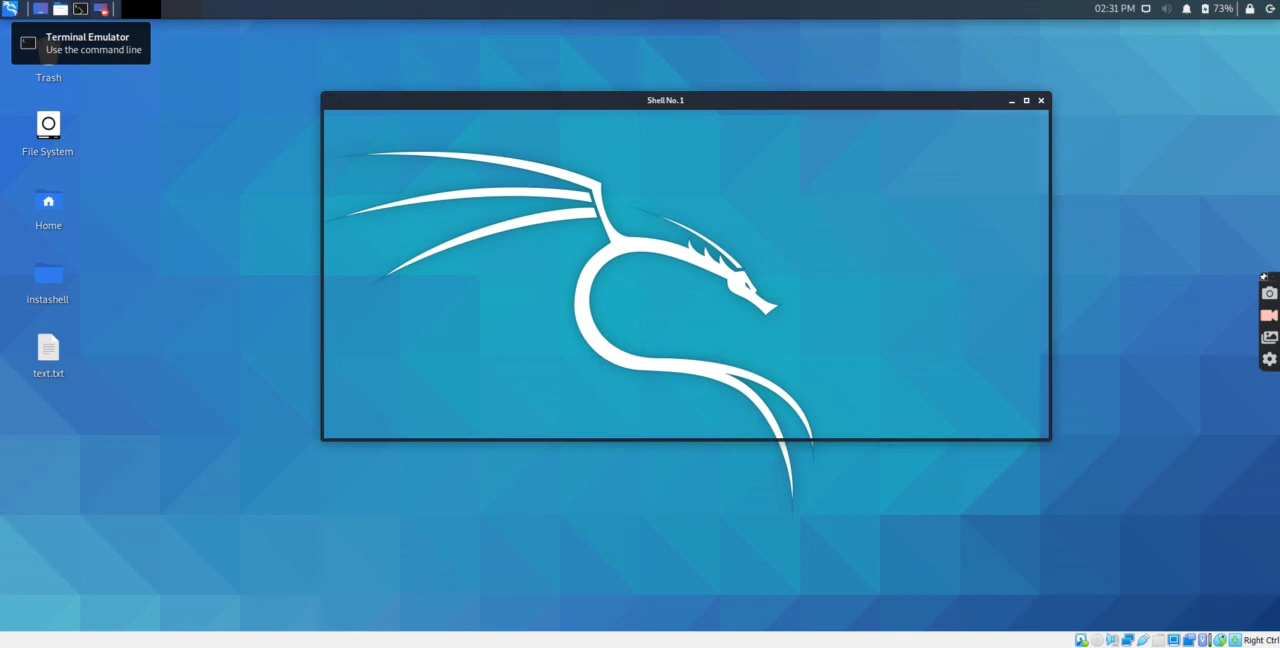 02:31 PM
73%
Terminal Emulator
Use the command line
Trash
Shell No. 1
File System
Home
instashell
text.txt
Right Ctrl